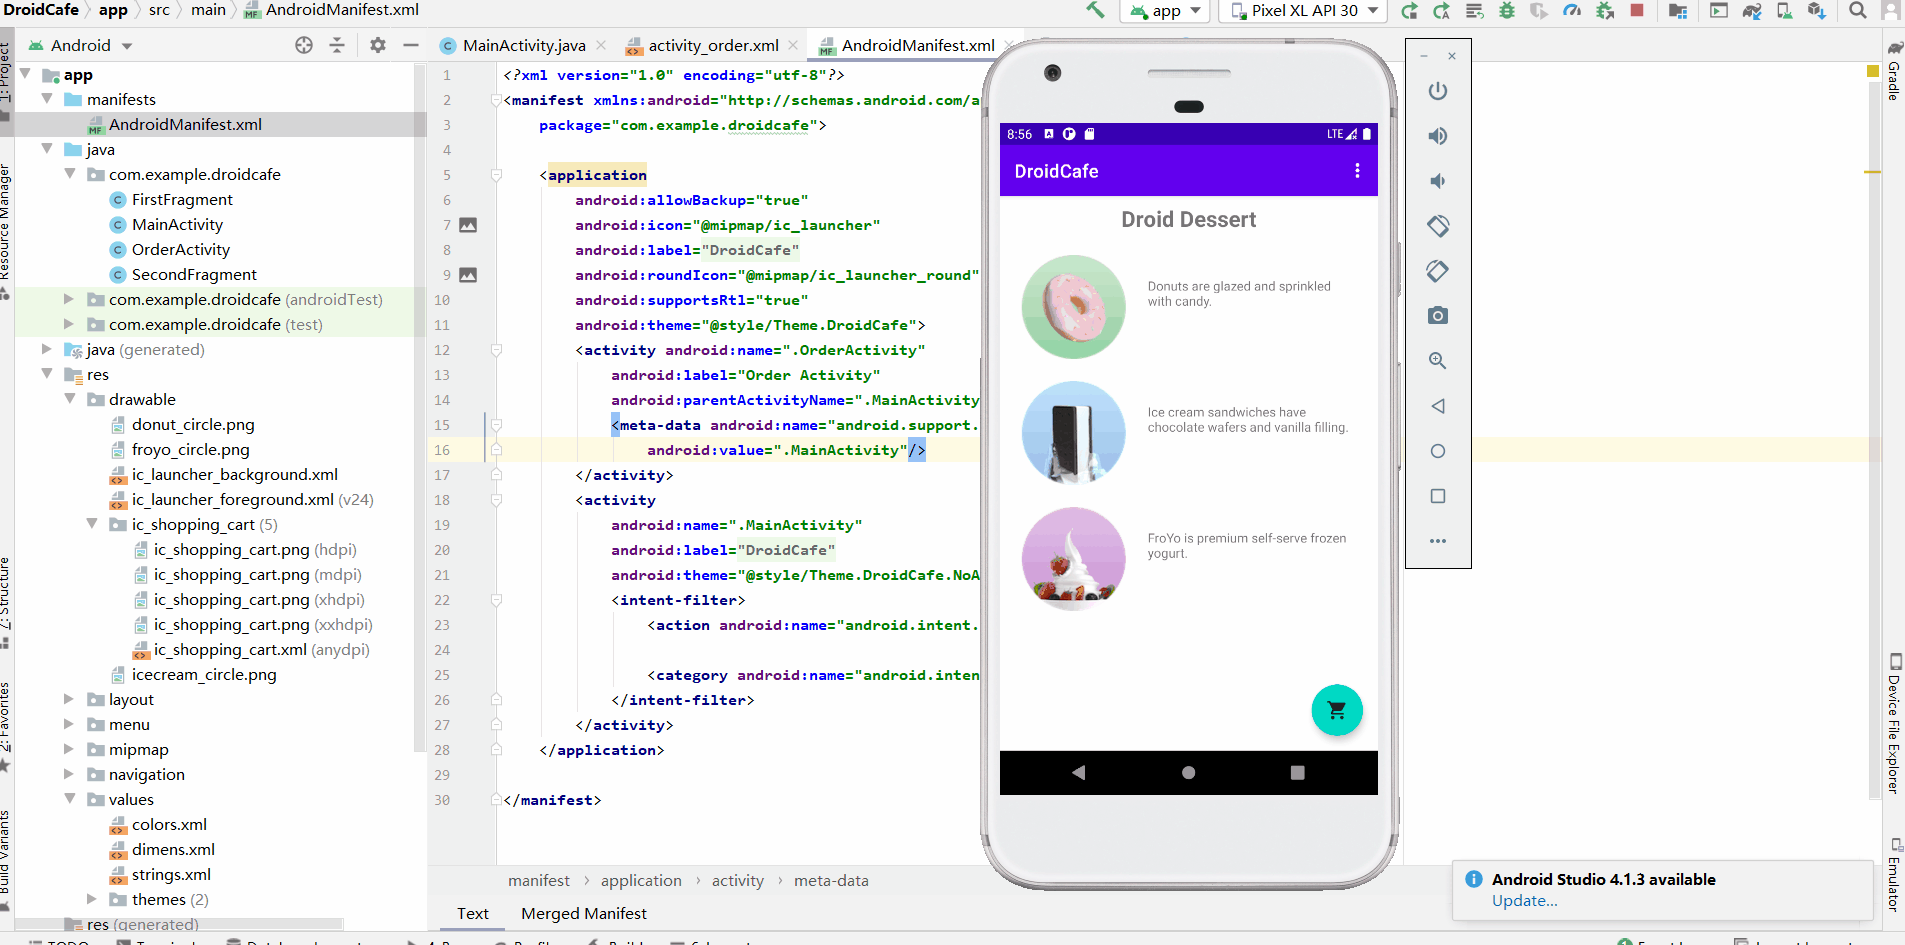 DroidCafe app src main AndroidManifest.xml
app Pixel XL API 30
Android
MainActivity.java activity_order.xml AndroidManifest.xml
1: Project
Resource Manager
7: Structure
2: Favorites
Build Variants
app
manifests
AndroidManifest.xml
java
com.example.droidcafe
FirstFragment
MainActivity
OrderActivity
SecondFragment
com.example.droidcafe (androidTest)
com.example.droidcafe (test)
java (generated)
res
drawable
donut_circle.png
froyo_circle.png
ic_launcher_background.xml
ic_launcher_foreground.xml (v24)
ic_shopping_cart (5)
ic_shopping_cart.png (hdpi)
ic_shopping_cart.png (mdpi)
ic_shopping_cart.png (xhdpi)
ic_shopping_cart.png (xxhdpi)
ic_shopping_cart.xml (anydpi)
icecream_circle.png
layout
menu
mipmap
navigation
values
colors.xml
dimens.xml
strings.xml
themes (2)
res (generated)
1 <?xml version="1.0" encoding="utf-8"?>
2 <manifest xmlns:android="http://schemas.android.com/a
3 package="com.example.droidcafe">
4
5 <application
6 android:allowBackup="true"
7 android:icon="@mipmap/ic_launcher"
8 android:label="DroidCafe"
9 android:roundIcon="@mipmap/ic_launcher_round"
10 android:supportsRtl="true"
11 android:theme="@style/Theme.DroidCafe">
12 <activity android:name=".OrderActivity"
13 android:label="Order Activity"
14 android:parentActivityName=".MainActivity
15 <meta-data android:name="android.support.
16 android:value=".MainActivity"/>
17 </activity>
18 <activity
19 android:name=".MainActivity"
20 android:label="DroidCafe"
21 android:theme="@style/Theme.DroidCafe.NoA
22 <intent-filter>
23 <action android:name="android.intent.
24
25 <category android:name="android.inten
26 </intent-filter>
27 </activity>
28 </application>
29
30 </manifest>
manifest application activity meta-data
Text Merged Manifest
8:56 LTE
DroidCafe
Droid Dessert
Donuts are glazed and sprinkled
with candy.
Ice cream sandwiches have
chocolate wafers and vanilla filling.
FroYo is premium self-serve frozen
yogurt.
Gradle
Device File Explorer
Emulator
Android Studio 4.1.3 available
Update...
TODO